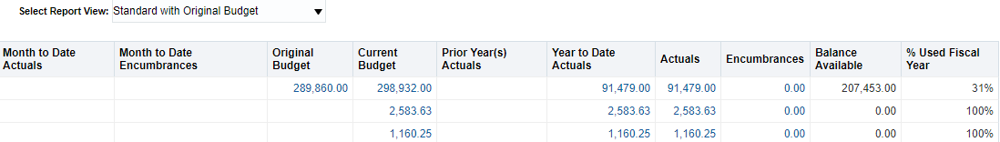 Select Report View: Standard with Original Budget
Month to Date Actuals Month to Date Encumbrances Original Budget Current Budget Prior Year(s) Actuals Year to Date Actuals Actuals Encumbrances Balance Available % Used Fiscal Year
289,860.00 298,932.00 91,479.00 91,479.00 0.00 207,453.00 31%
2,583.63 2,583.63 2,583.63 0.00 0.00 100%
1,160.25 1,160.25 1,160.25 0.00 0.00 100%